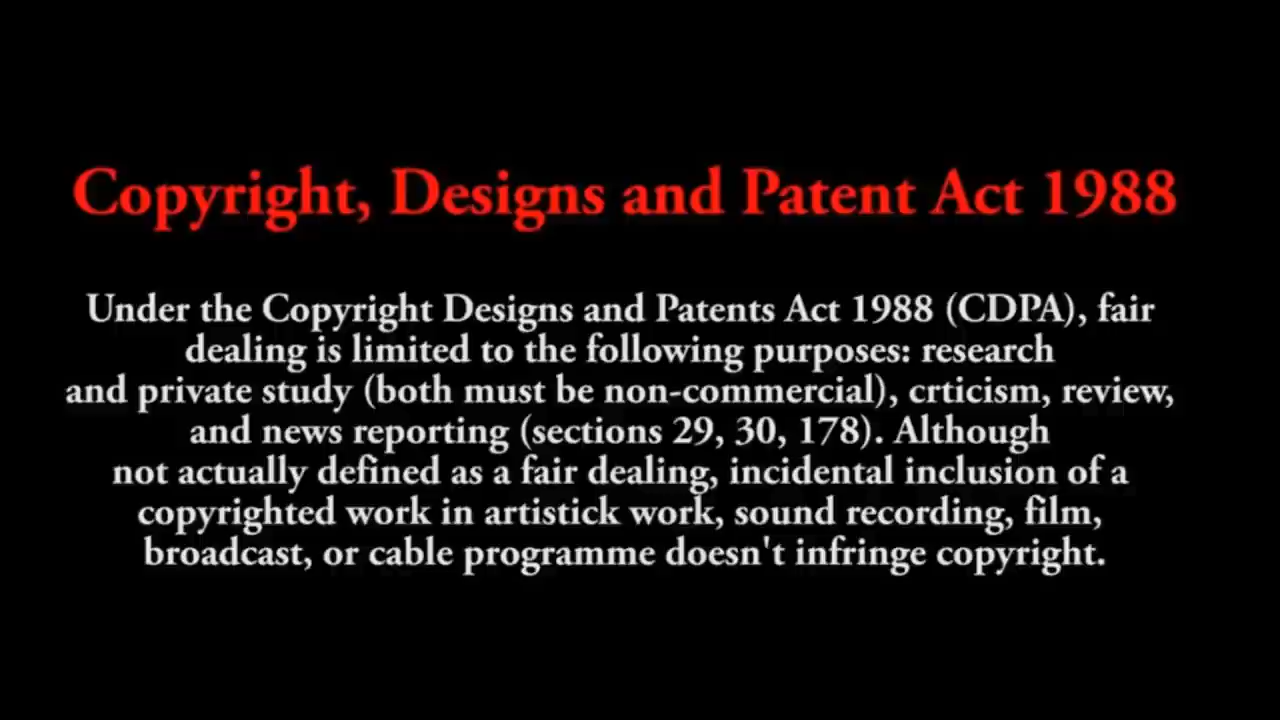 Copyright, Designs and Patent Act 1988
Under the Copyright Designs and Patents Act 1988 (CDPA), fair
dealing is limited to the following purposes: research
and private study (both must be non-commercial), crticism, review,
and news reporting (sections 29, 30, 178). Although
not actually defined as a fair dealing, incidental inclusion of a
copyrighted work in artistick work, sound recording, film,
broadcast, or cable programme doesn't infringe copyright.